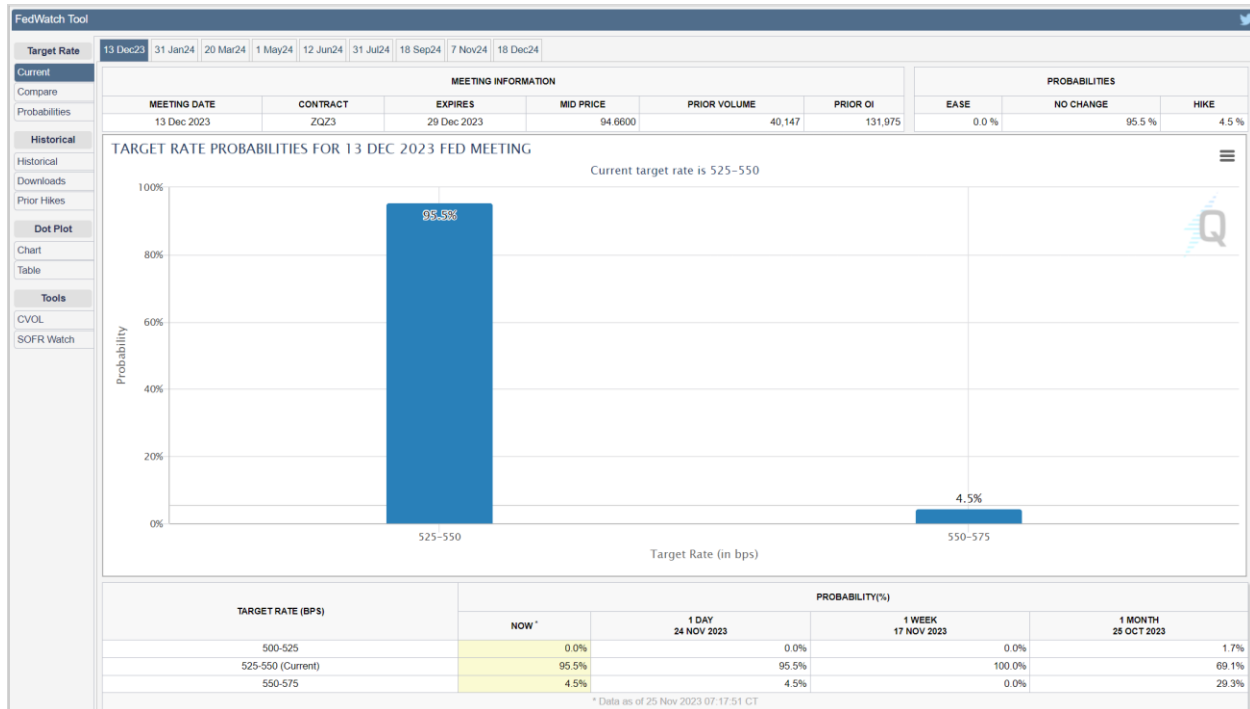 FedWatch Tool
Target Rate
Current
Compare
Probabilities
Historical
Historical
Downloads
Prior Hikes
Dot Plot
Chart
Table
Tools
CVOL
SOFR Watch
13 Dec23 31 Jan24 20 Mar24 1 May24 12 Jun24 31 Jul24 18 Sep24 7 Nov24 18 Dec24
MEETING INFORMATION
MEETING DATE CONTRACT EXPIRES MID PRICE PRIOR VOLUME PRIOR OI
13 Dec 2023 ZQZ3 29 Dec 2023 94.6600 40,147 131,975
PROBABILITIES
EASE NO CHANGE HIKE
0.0 % 95.5 % 4.5 %
TARGET RATE PROBABILITIES FOR 13 DEC 2023 FED MEETING
Current target rate is 525-550
Q
Probability
100%
80%
60%
40%
20%
0%
95.5%
4.5%
525-550 550-575
Target Rate (in bps)
TARGET RATE (BPS) PROBABILITY(%)
NOW * 1 DAY 1 WEEK 1 MONTH
24 NOV 2023 17 NOV 2023 25 OCT 2023
500-525 0.0% 0.0% 0.0% 1.7%
525-550 (Current) 95.5% 95.5% 100.0% 69.1%
550-575 4.5% 4.5% 0.0% 29.3%
* Data as of 25 Nov 2023 07:17:51 CT